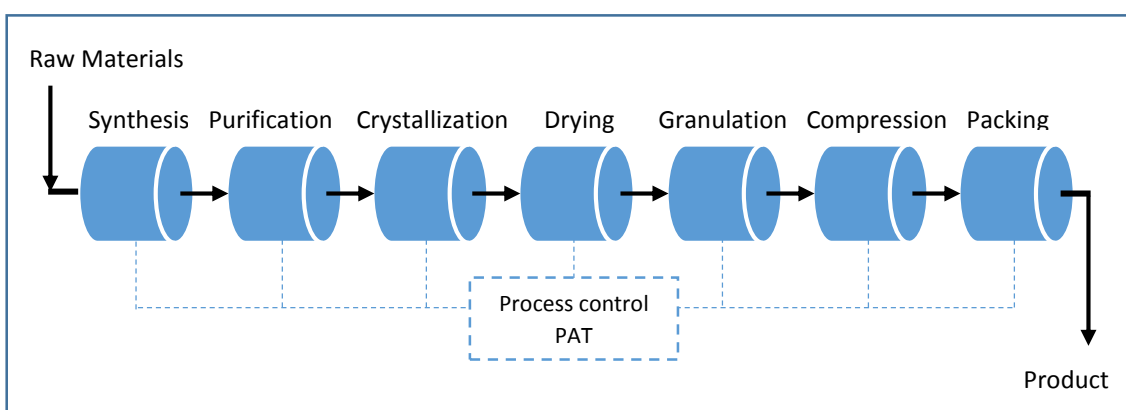 Raw Materials
Synthesis Purification Crystallization Drying Granulation Compression Packing
Process control
PAT
Product